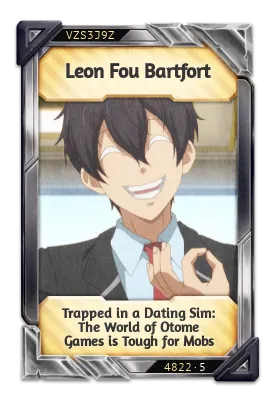 VZS3J9Z
Leon Fou Bartfort
Trapped in a Dating Sim:
The World of Otome
Games is Tough for Mobs
4822·5